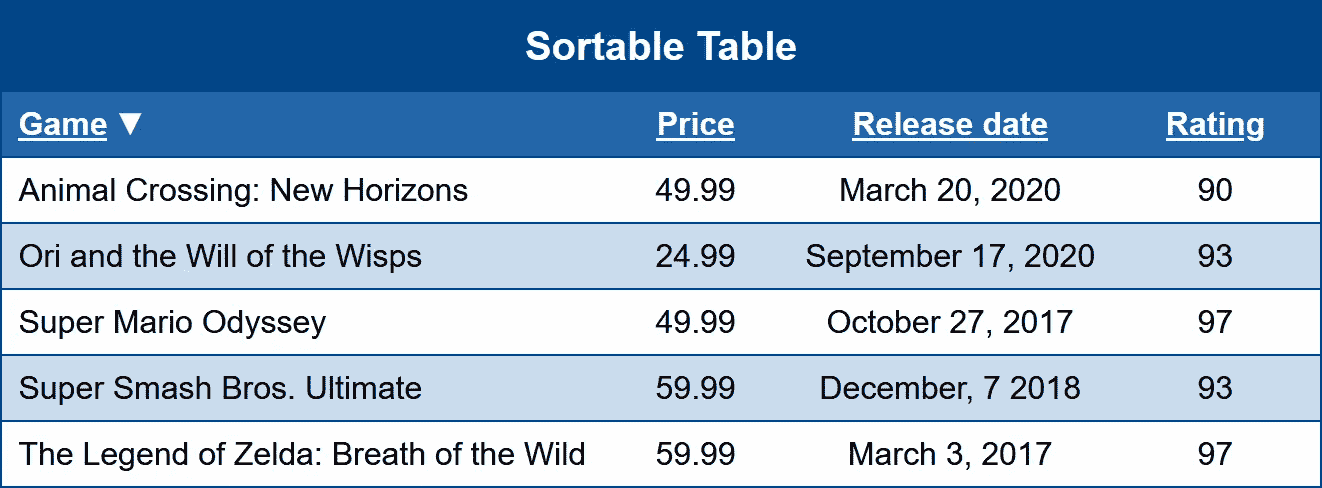 Sortable Table
Game ▼ Price Release date Rating
Animal Crossing: New Horizons 49.99 March 20, 2020 90
Ori and the Will of the Wisps 24.99 September 17, 2020 93
Super Mario Odyssey 49.99 October 27, 2017 97
Super Smash Bros. Ultimate 59.99 December, 7 2018 93
The Legend of Zelda: Breath of the Wild 59.99 March 3, 2017 97